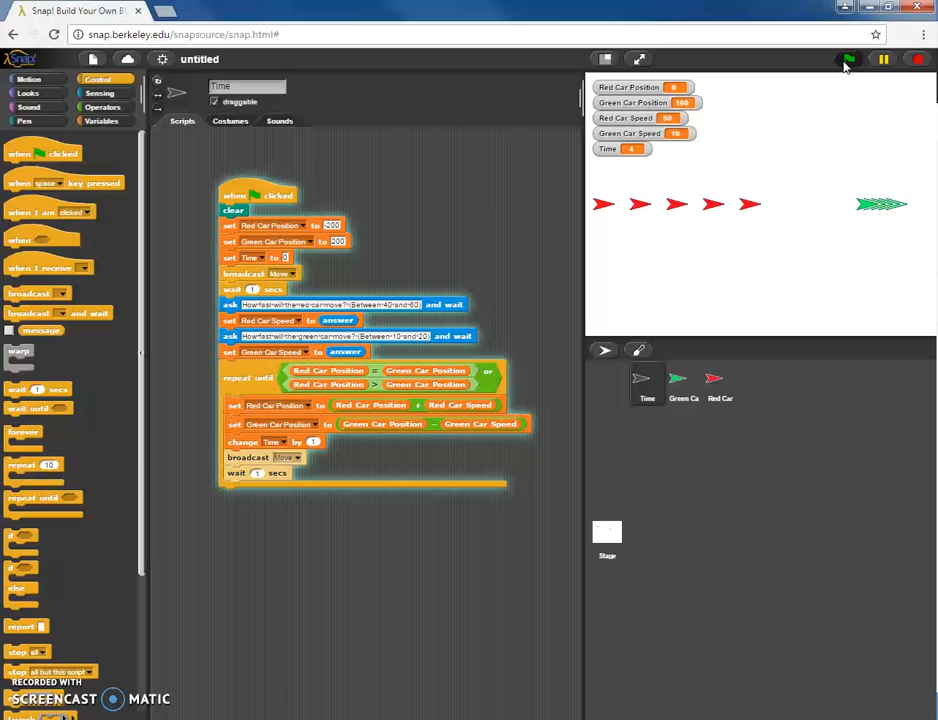 Snap! Build Your Own Bl
snap.berkeley.edu/snapsource/snap.html#
Snap!
untitled
Motion
Control
Looks
Sensing
Sound
Operators
Pen
Variables
when clicked
when space key pressed
when I am clicked
when
when I receive
broadcast
broadcast and wait
message
warp
wait 1 secs
wait until
forever
repeat 10
repeat until
if
if
else
report
stop all
stop all but this script
RECORDED WITH
SCREENCAST MATIC
Time
draggable
Scripts
Costumes
Sounds
when clicked
clear
set Red Car Position to -200
set Green Car Position to 200
set Time to 0
broadcast Move
wait 1 secs
ask How fast will the red car move? (Between 40 and 60) and wait
set Red Car Speed to answer
ask How fast will the green car move? (Between 10 and 20) and wait
set Green Car Speed to answer
repeat until Red Car Position = Green Car Position or
Red Car Position > Green Car Position
set Red Car Position to Red Car Position + Red Car Speed
set Green Car Position to Green Car Position - Green Car Speed
change Time by 1
broadcast Move
wait 1 secs
Red Car Position 0
Green Car Position 160
Red Car Speed 50
Green Car Speed 10
Time 4
Time
Green Ca
Red Car
Stage